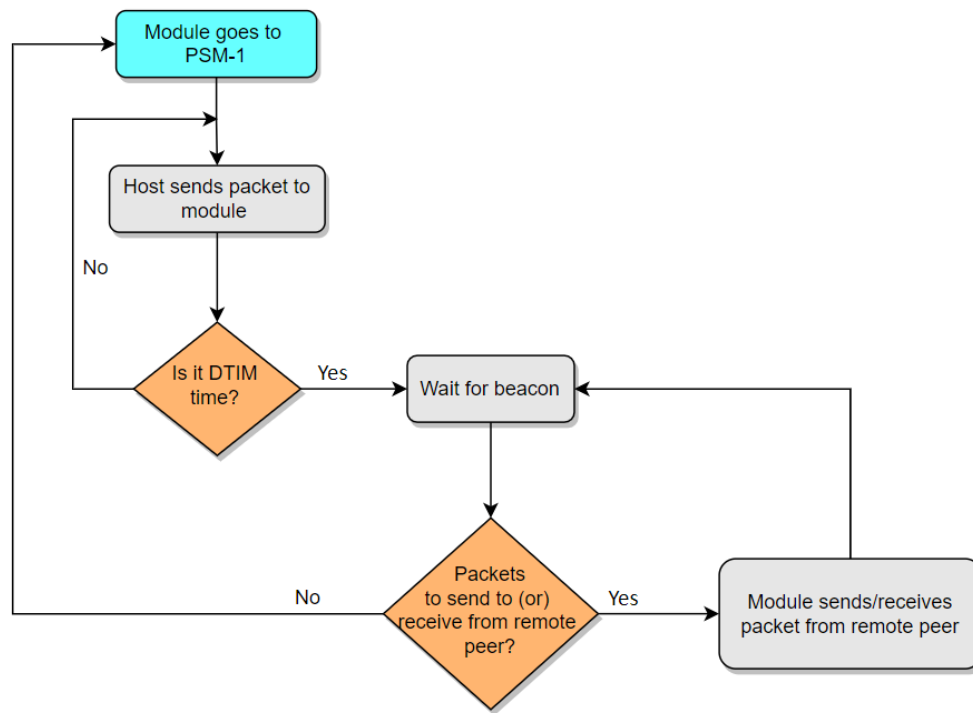 Module goes to
PSM-1
Host sends packet to
module
No
Is it DTIM
time?
Yes
Wait for beacon
Packets
to send to (or)
receive from remote
peer?
No
Yes
Module sends/receives
packet from remote peer